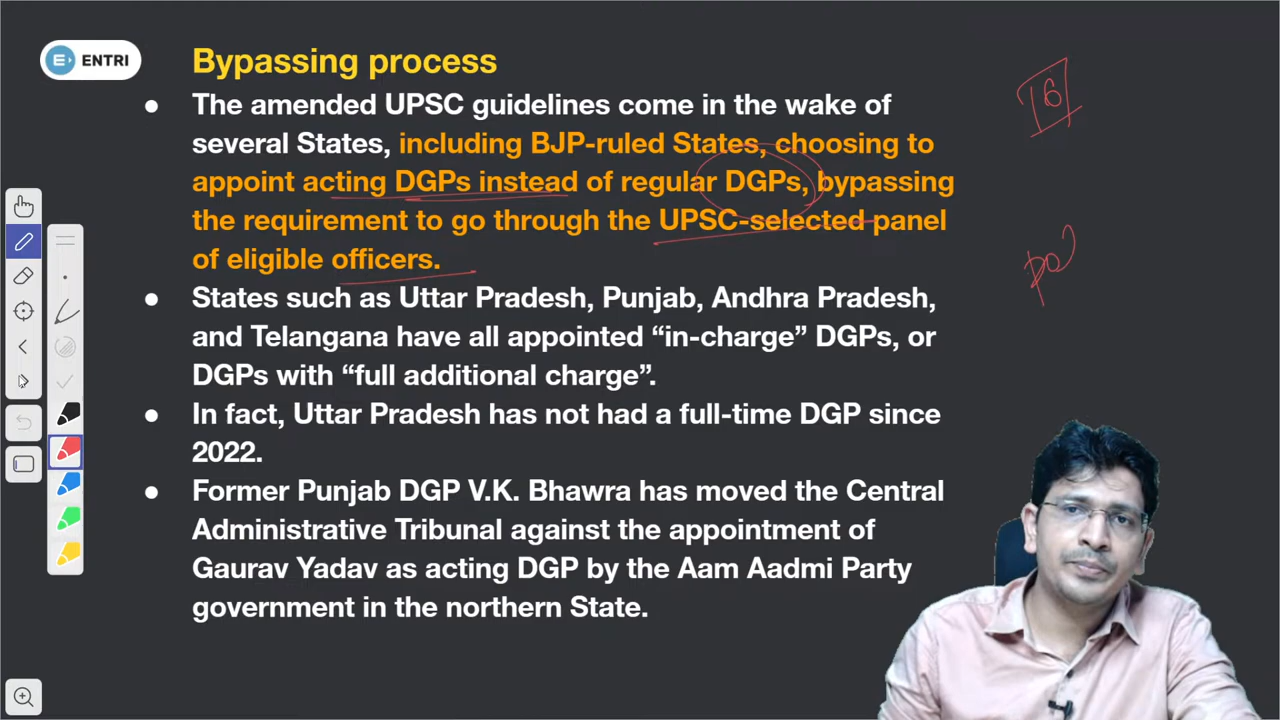 ENTRI
Bypassing process
● The amended UPSC guidelines come in the wake of
several States, including BJP-ruled States, choosing to
appoint acting DGPs instead of regular DGPs, bypassing
the requirement to go through the UPSC-selected panel
of eligible officers.
● States such as Uttar Pradesh, Punjab, Andhra Pradesh,
and Telangana have all appointed “in-charge” DGPs, or
DGPs with “full additional charge”.
● In fact, Uttar Pradesh has not had a full-time DGP since
2022.
● Former Punjab DGP V.K. Bhawra has moved the Central
Administrative Tribunal against the appointment of
Gaurav Yadav as acting DGP by the Aam Aadmi Party
government in the northern State.